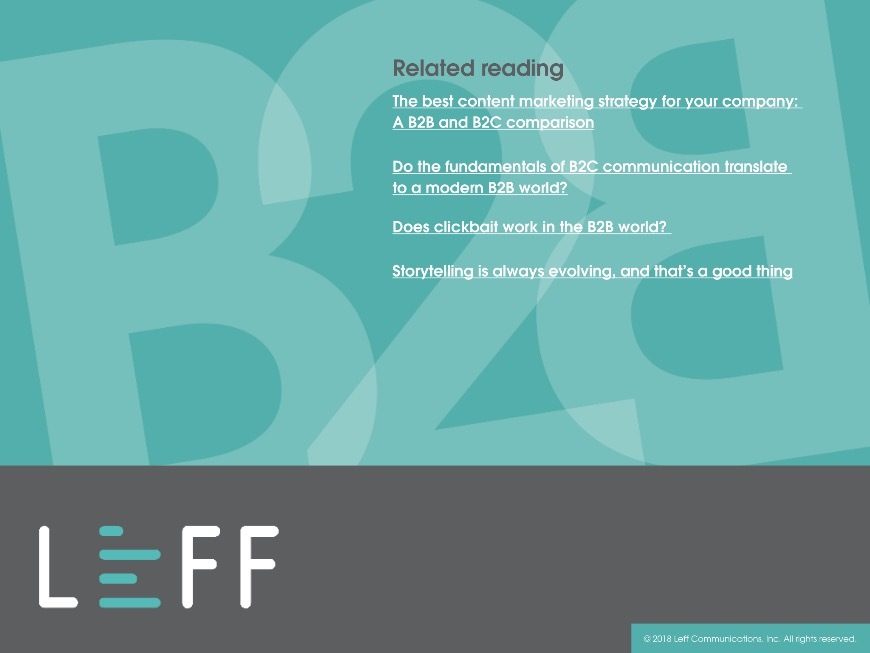 B2B
Related reading
The best content marketing strategy for your company:
A B2B and B2C comparison
Do the fundamentals of B2C communication translate
to a modern B2B world?
Does clickbait work in the B2B world?
Storytelling is always evolving, and that's a good thing
LEFF
© 2018 Leff Communications, Inc. All rights reserved.